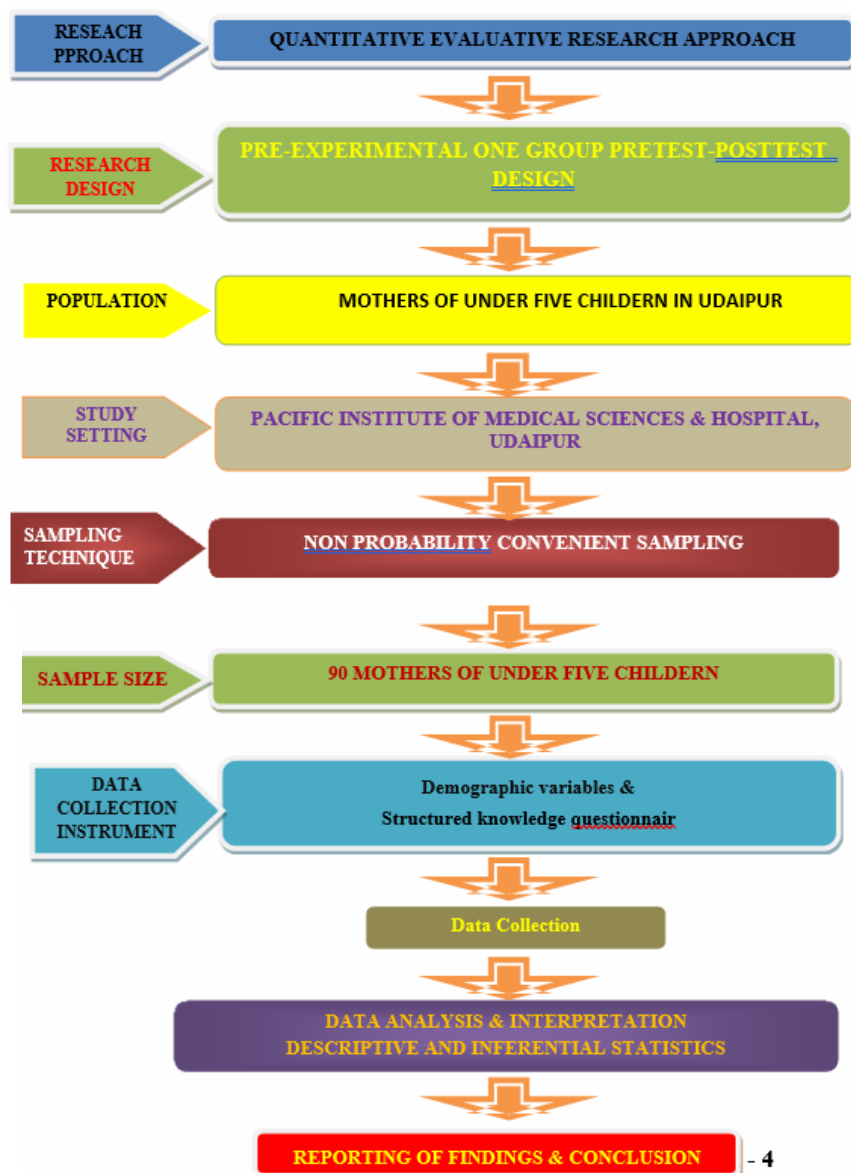 RESEACH
PPROACH
QUANTITATIVE EVALUATIVE RESEARCH APPROACH
RESEARCH
DESIGN
PRE-EXPERIMENTAL ONE GROUP PRETEST-POSTTEST
DESIGN
POPULATION
MOTHERS OF UNDER FIVE CHILDERN IN UDAIPUR
STUDY
SETTING
PACIFIC INSTITUTE OF MEDICAL SCIENCES & HOSPITAL,
UDAIPUR
SAMPLING
TECHNIQUE
NON PROBABILITY CONVENIENT SAMPLING
SAMPLE SIZE
90 MOTHERS OF UNDER FIVE CHILDERN
DATA
COLLECTION
INSTRUMENT
Demographic variables &
Structured knowledge questionnair
Data Collection
DATA ANALYSIS & INTERPRETATION
DESCRIPTIVE AND INFERENTIAL STATISTICS
REPORTING OF FINDINGS & CONCLUSION
- 4